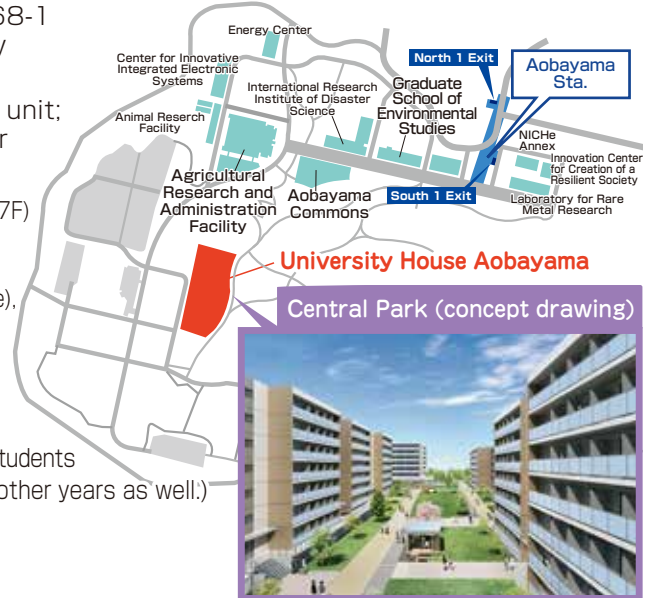 68-1
y
unit;
r
7F)
e),
tudents
other years as well.)
Energy Center
Center for Innovative
Integrated Electronic
Systems
Animal Reserch
Facility
International Research
Institute of Disaster
Science
Graduate
School of
Environmental
Studies
North 1 Exit
Aobayama
Sta.
NICHe
Annex
Innovation Center
for Creation of a
Resilient Society
Laboratory for Rare
Metal Research
South 1 Exit
Agricultural
Research and
Administration
Facility
Aobayama
Commons
University House Aobayama
Central Park (concept drawing)